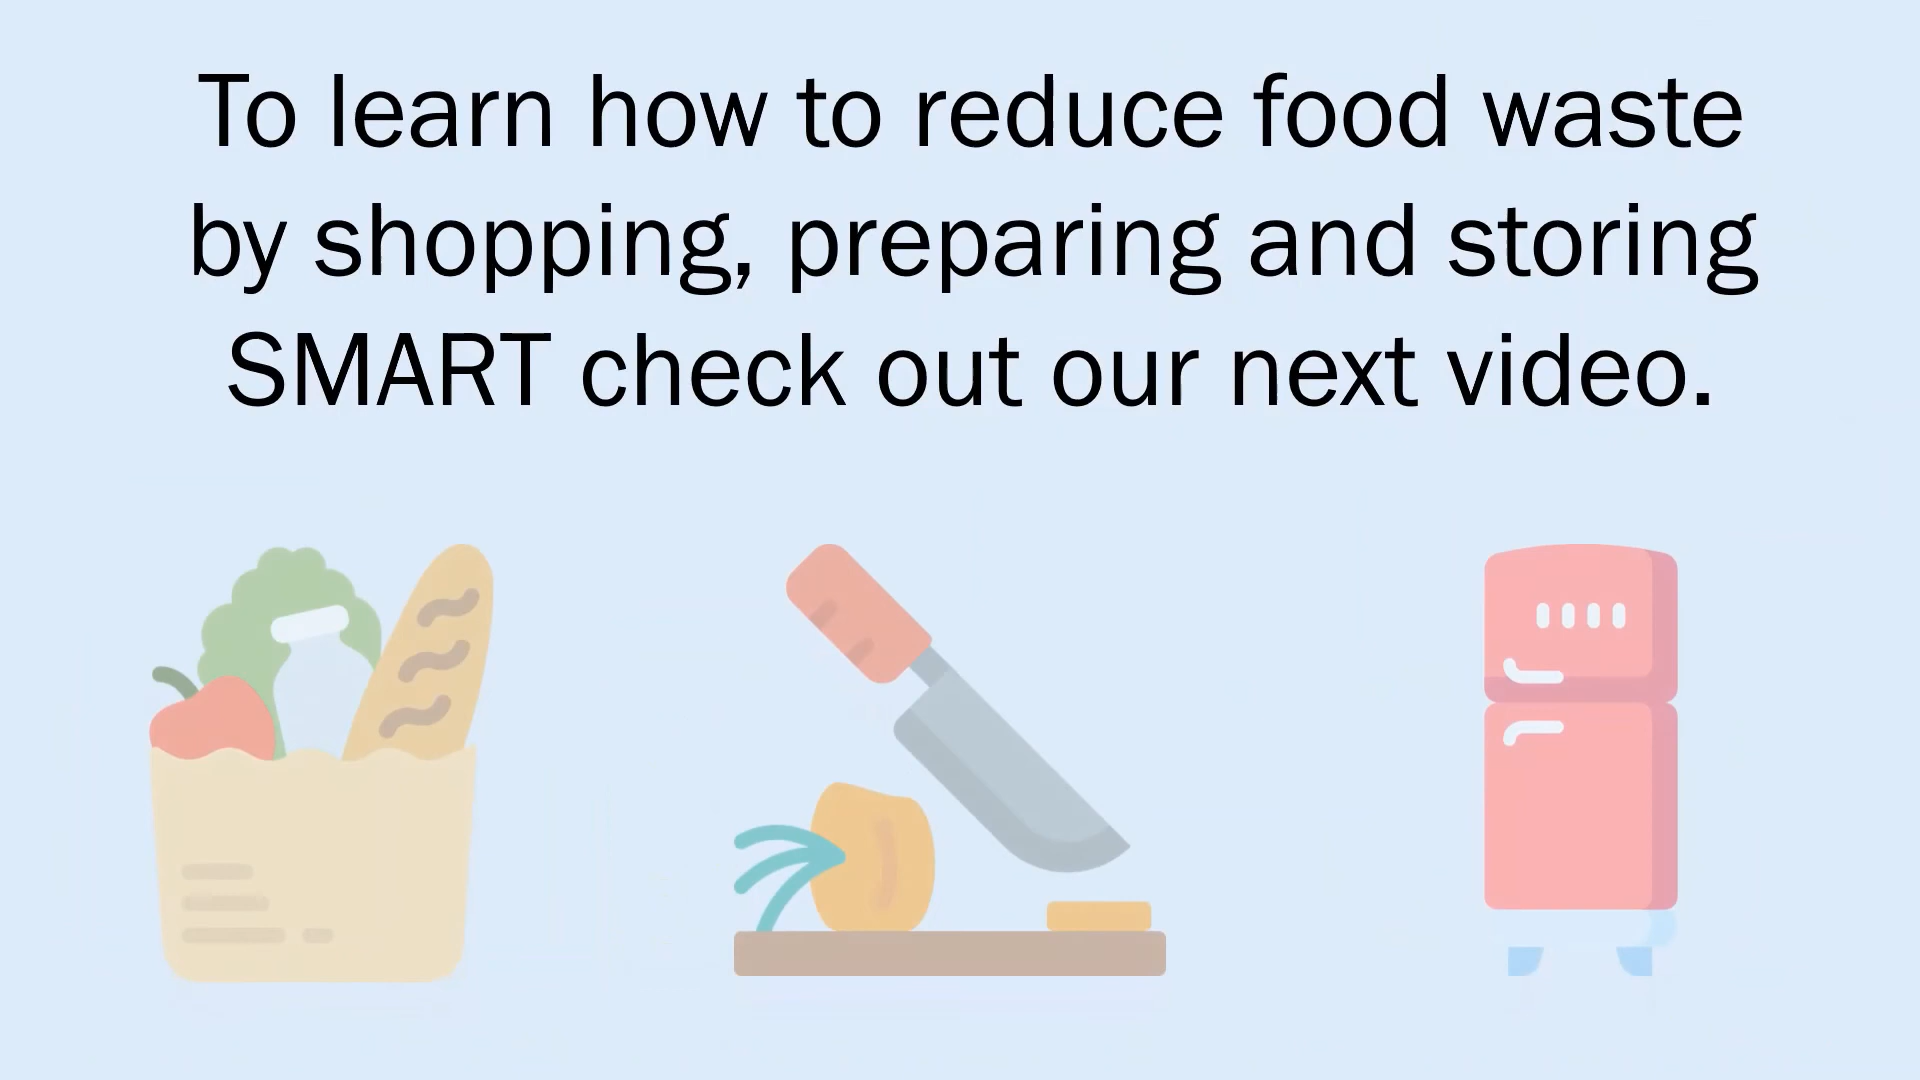 To learn how to reduce food waste
by shopping, preparing and storing
SMART check out our next video.